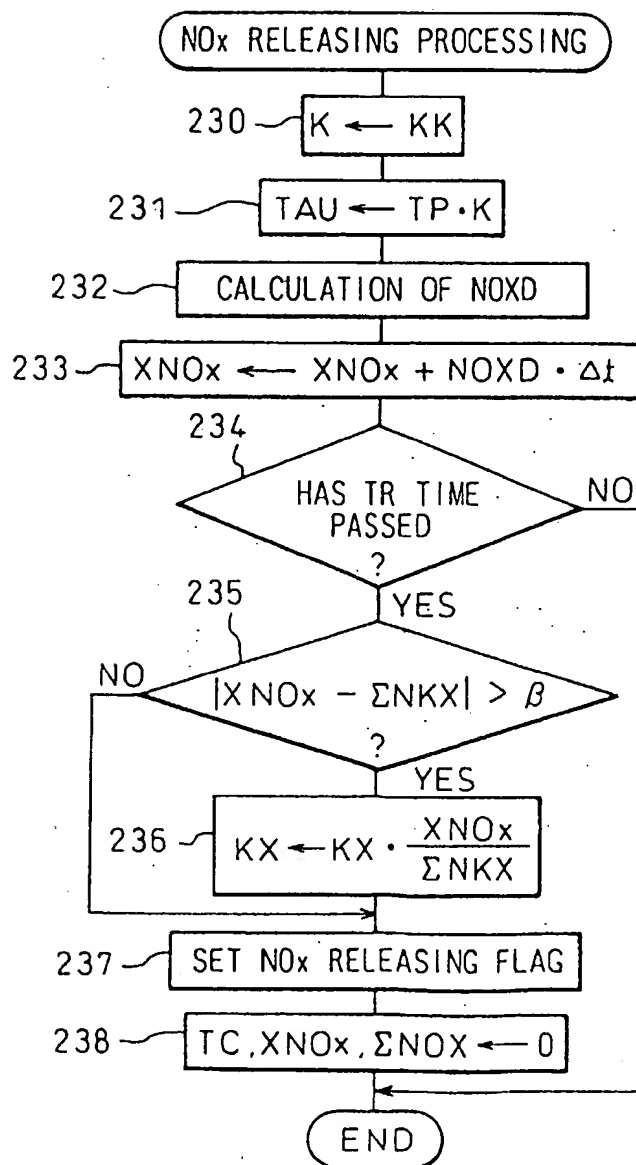 NOx RELEASING PROCESSING
230
K ← KK
231
TAU ← TP・K
232
CALCULATION OF NOXD
233
XNOx ← XNOx + NOXD・Δt
234
HAS TR TIME
PASSED
?
NO
YES
235
NO
|XNOx - ΣNKX| > β
?
YES
236
KX ← KX・XNOx/ΣNKX
237
SET NOx RELEASING FLAG
238
TC, XNOx, ΣNOX ← 0
END